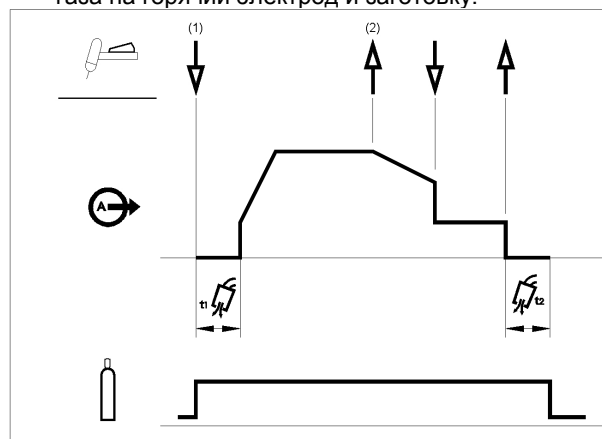 газа на горячий электрод и заготовку.
(1) (2)
A
t1 t2